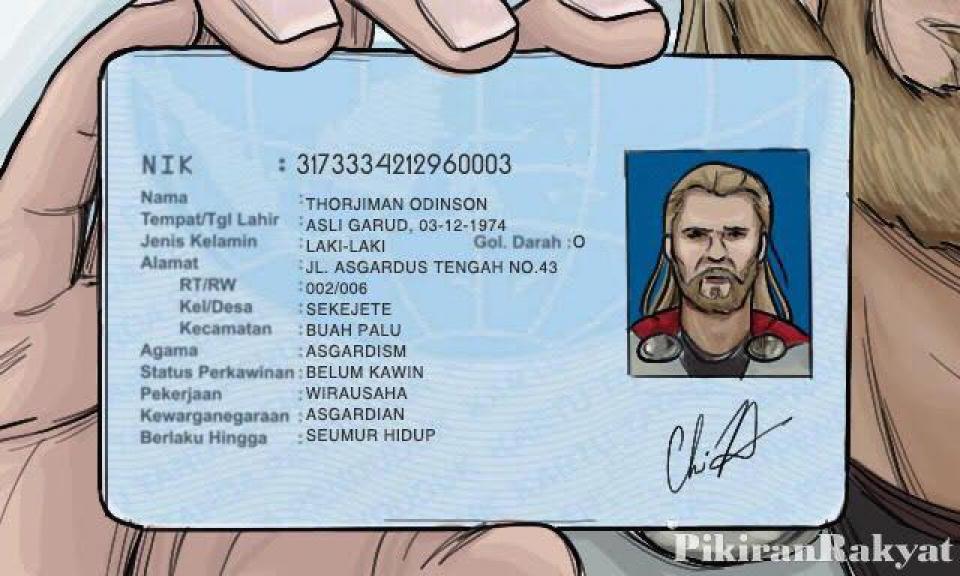 NIK : 3173334212960003
Nama : THORJIMAN ODINSON
Tempat/Tgl Lahir : ASLI GARUD, 03-12-1974
Jenis Kelamin : LAKI-LAKI Gol. Darah : O
Alamat : JL. ASGARDUS TENGAH NO.43
RT/RW : 002/006
Kel/Desa : SEKEJETE
Kecamatan : BUAH PALU
Agama : ASGARDISM
Status Perkawinan : BELUM KAWIN
Pekerjaan : WIRAUSAHA
Kewarganegaraan : ASGARDIAN
Berlaku Hingga : SEUMUR HIDUP
PikiranRakyat